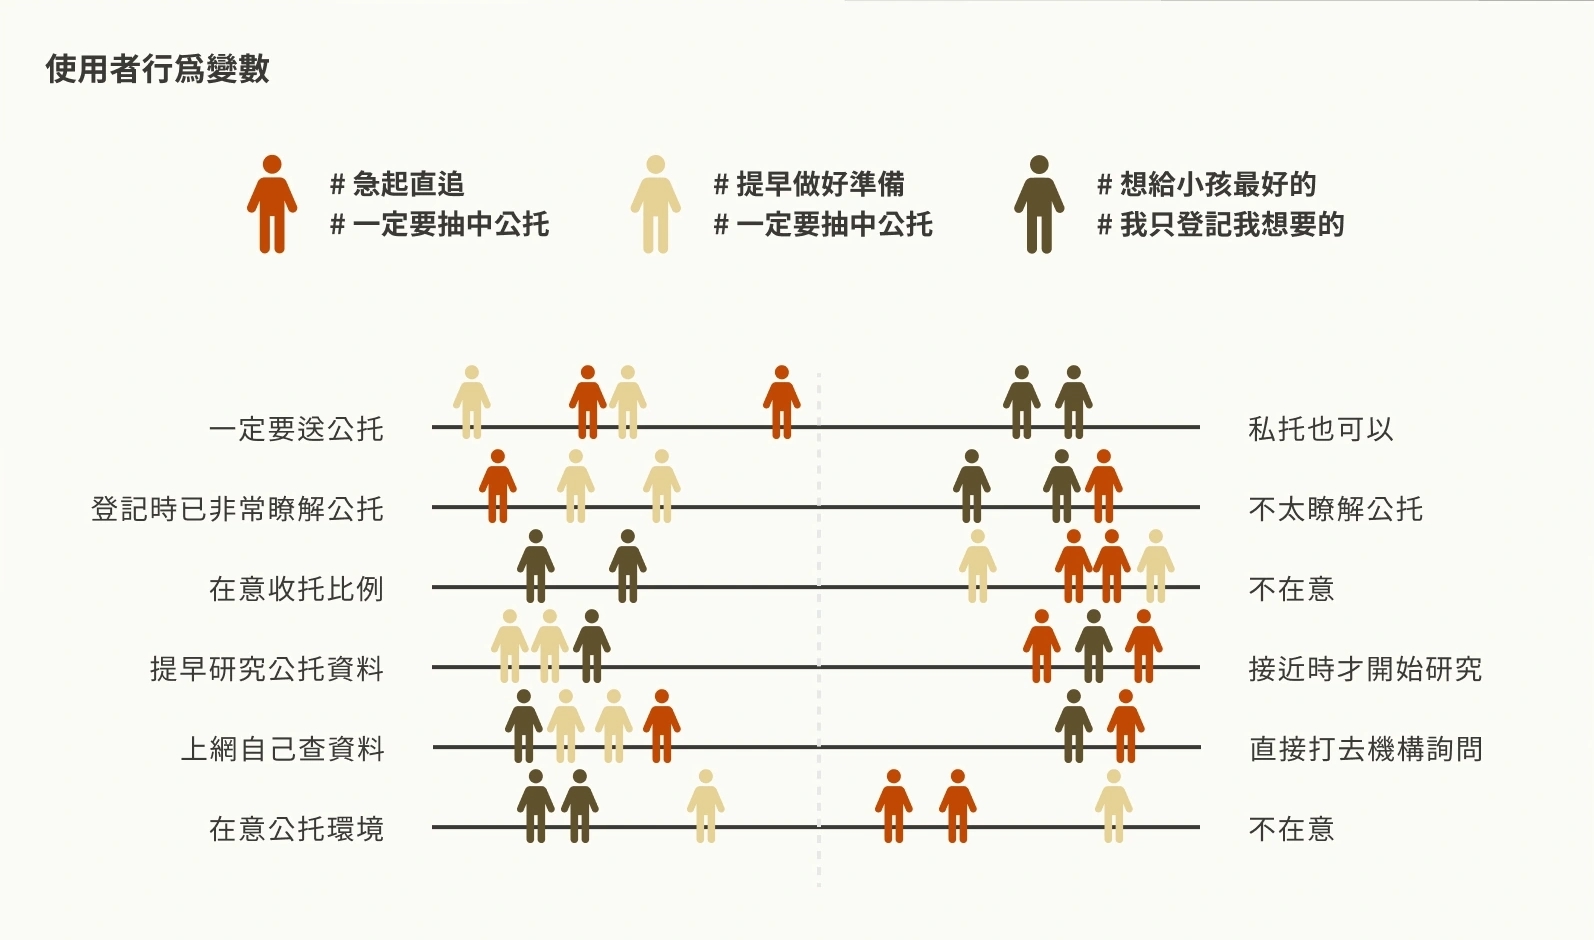 使用者行爲變數
# 急起直追
# 一定要抽中公托
# 提早做好準備
# 一定要抽中公托
# 想給小孩最好的
# 我只登記我想要的
一定要送公托
私托也可以
登記時已非常瞭解公托
不太瞭解公托
在意收托比例
不在意
提早研究公托資料
接近時才開始研究
上網自己查資料
直接打去機構詢問
在意公托環境
不在意